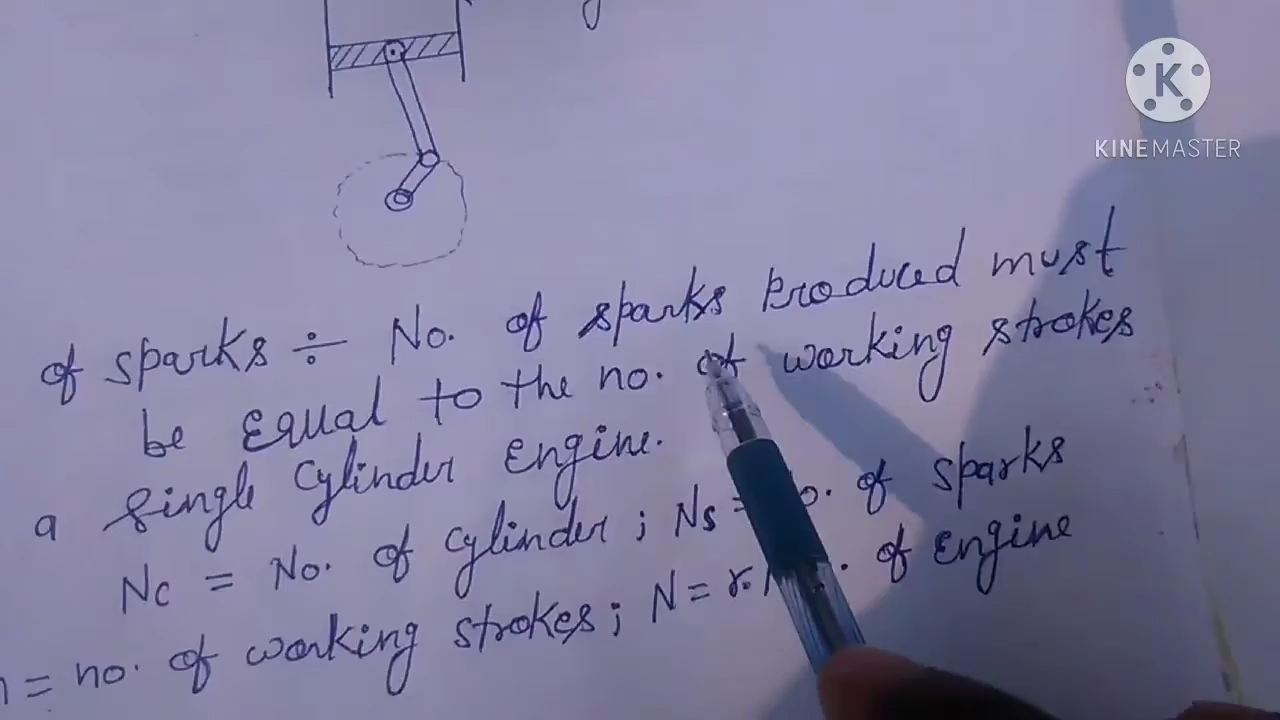 K
KINEMASTER
of sparks ÷ No. of sparks produced must
be Equal to the no. of working strokes
a single cylinder Engine.
Nc = No. of cylinder ; Ns = No. of sparks
n = no. of working strokes; N = r. of Engine